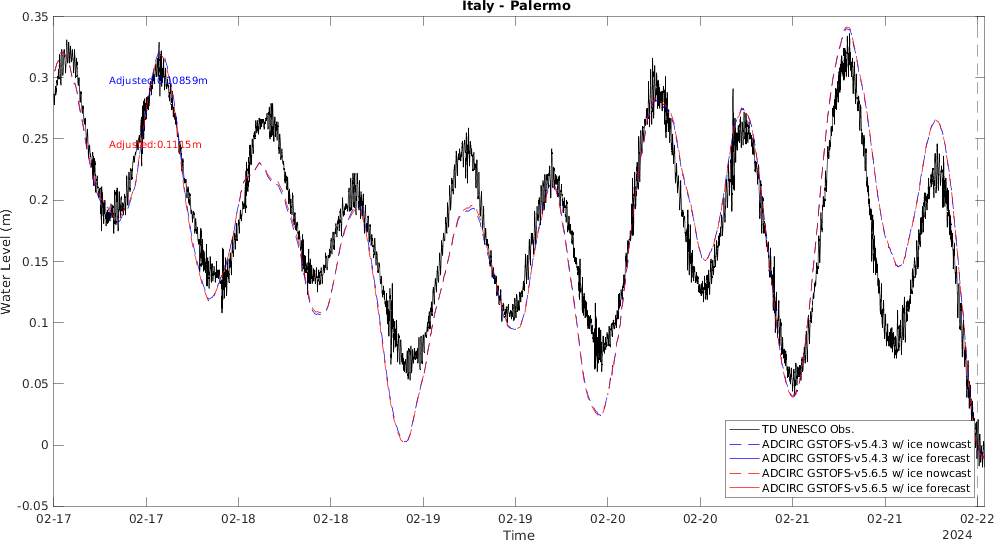 Italy - Palermo
Water Level (m)
0.35
0.3
0.25
0.2
0.15
0.1
0.05
0
-0.05
Adjusted:0.10859m
Adjusted:0.1115m
TD UNESCO Obs.
ADCIRC GSTOFS-v5.4.3 w/ ice nowcast
ADCIRC GSTOFS-v5.4.3 w/ ice forecast
ADCIRC GSTOFS-v5.6.5 w/ ice nowcast
ADCIRC GSTOFS-v5.6.5 w/ ice forecast
02-17 02-17 02-18 02-18 02-19 02-19 02-20 02-20 02-21 02-21 02-22
Time
2024